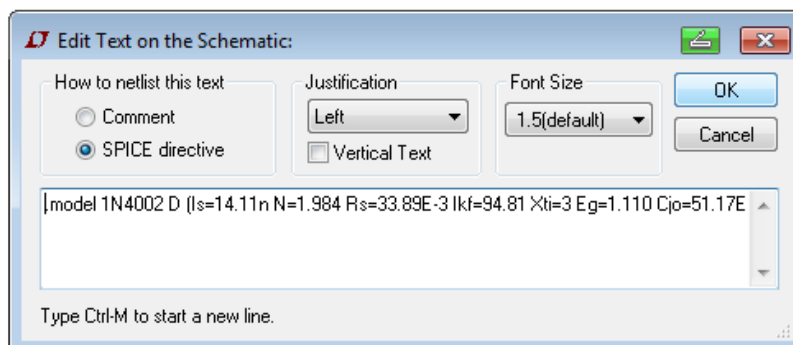 Edit Text on the Schematic:
How to netlist this text
Comment
SPICE directive
Justification
Left
Vertical Text
Font Size
1.5(default)
OK
Cancel
.model 1N4002 D (Is=14.11n N=1.984 Rs=33.89E-3 Ikf=94.81 Xti=3 Eg=1.110 Cjo=51.17E
Type Ctrl-M to start a new line.